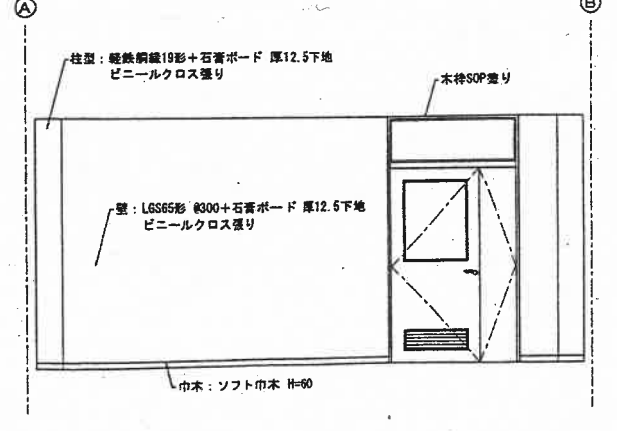 A
B
柱型：軽鉄胴縁19形＋石膏ボード 厚12.5下地
ビニールクロス張り
木枠SOP塗り
壁：LGS65形 @300＋石膏ボード 厚12.5下地
ビニールクロス張り
巾木：ソフト巾木 H=60